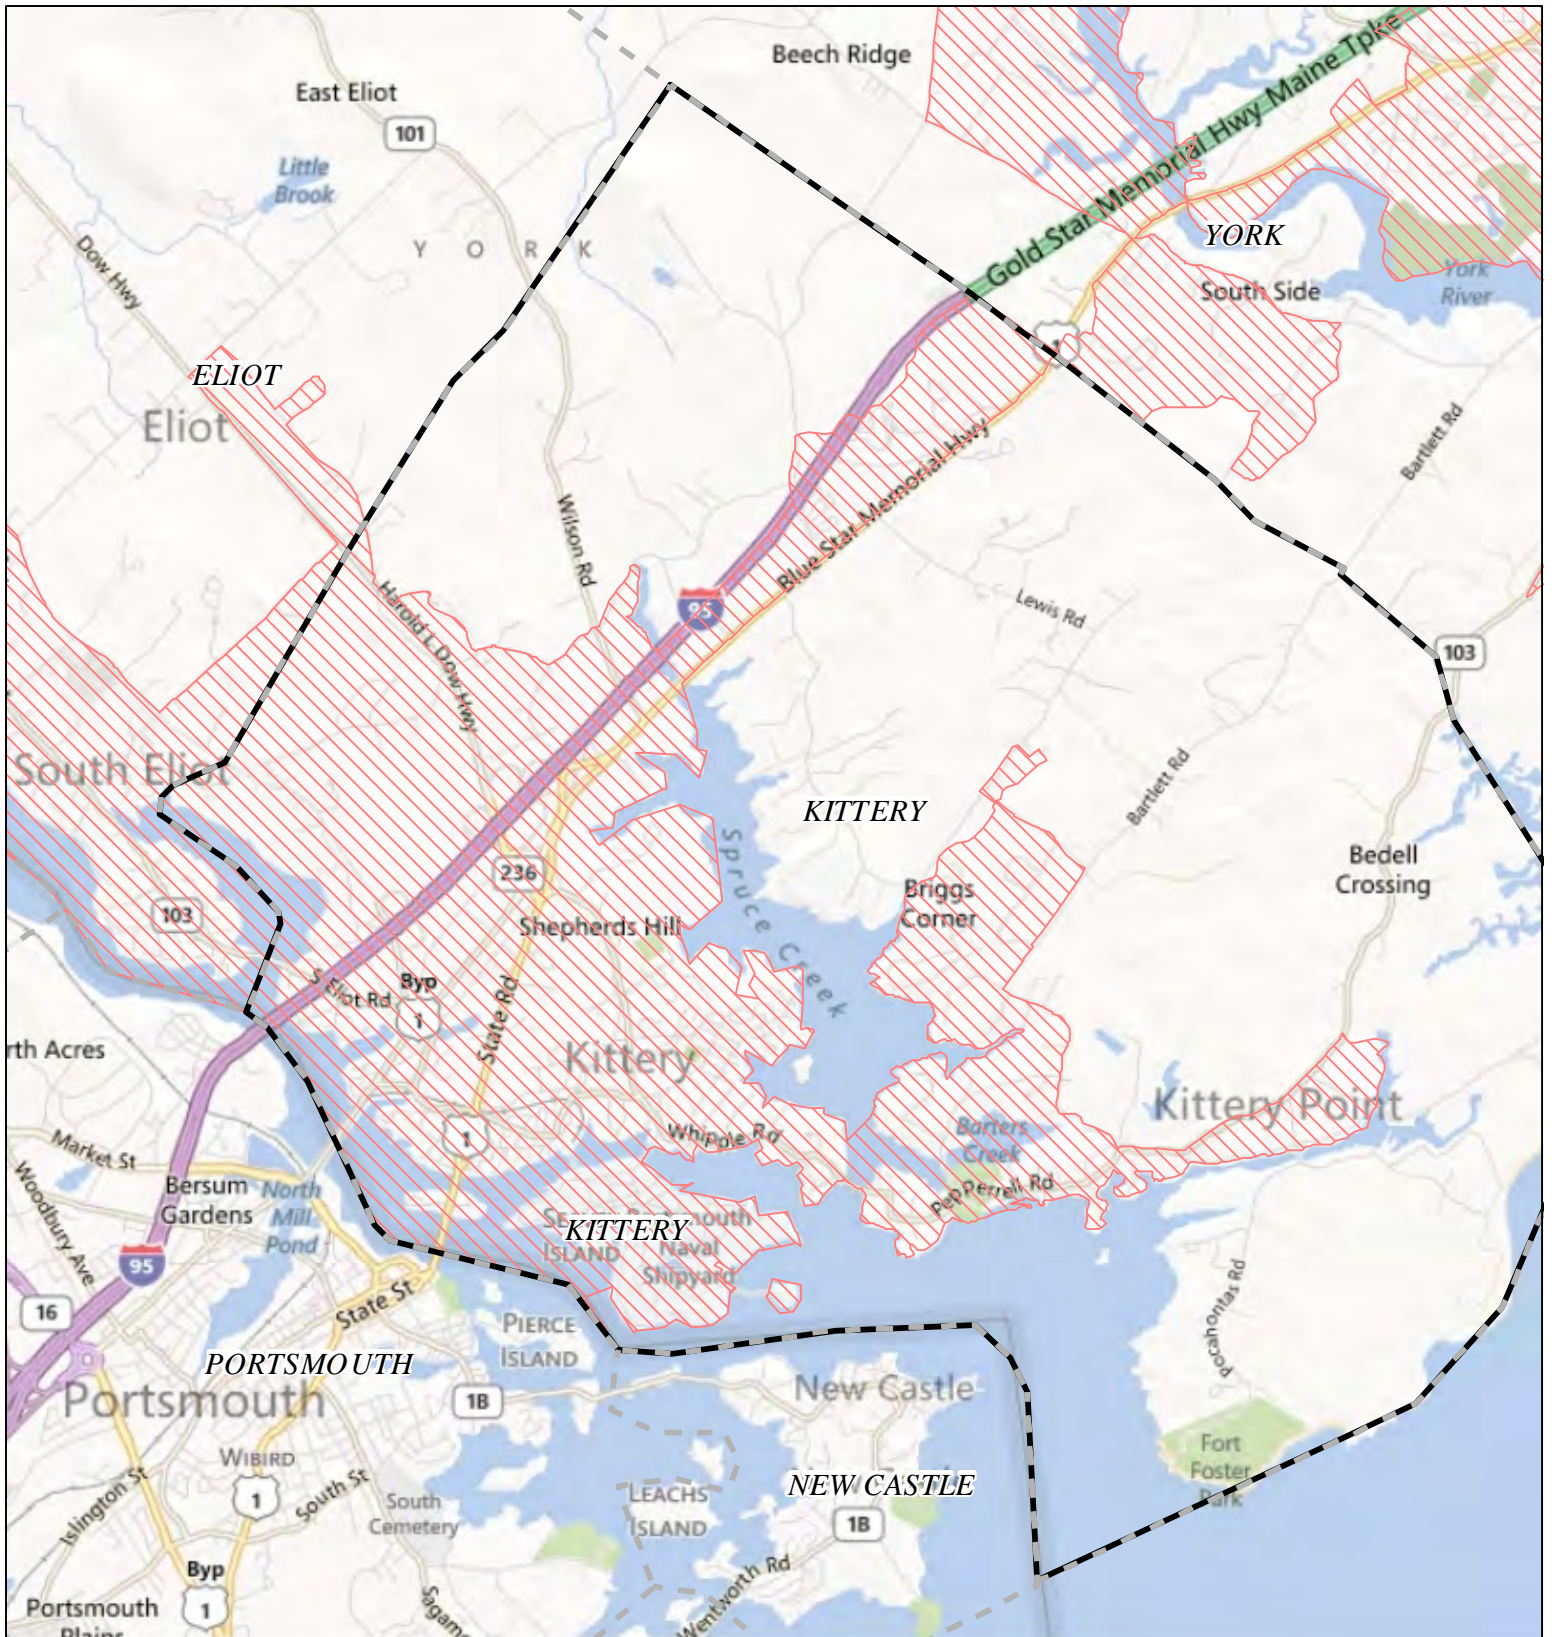 Beech Ridge
East Eliot
101
Gold Star Memorial Hwy Maine Tpke
Little
Brook
YORK
YORK
Dow Hwy
South Side
York
River
1
ELIOT
Eliot
Bartlett Rd
Blue Star Memorial Hwy
Wilson Rd
95
Harold L Dow Hwy
Lewis Rd
103
South Eliot
KITTERY
Bartlett Rd
Spruce Creek
Bedell
Crossing
236
Briggs
Corner
103
Shepherds Hill
S Eliot Rd
Byp
1
State Rd
rth Acres
Kittery
Kittery Point
1
Whipple Rd
Barters
Creek
Market St
Woodbury Ave
Bersum
Gardens
North
Mill
Pond
Pepperrell Rd
KITTERY
ISLAND
Portsmouth
Naval
Shipyard
95
16
State St
PIERCE
ISLAND
Pocahontas Rd
PORTSMOUTH
Portsmouth
1B
New Castle
WIBIRD
1
South St
Islington St
South
Cemetery
LEACHS
ISLAND
NEW CASTLE
1B
Fort
Foster
Park
Byp
1
Wentworth Rd
Sagam
Portsmouth
Plains